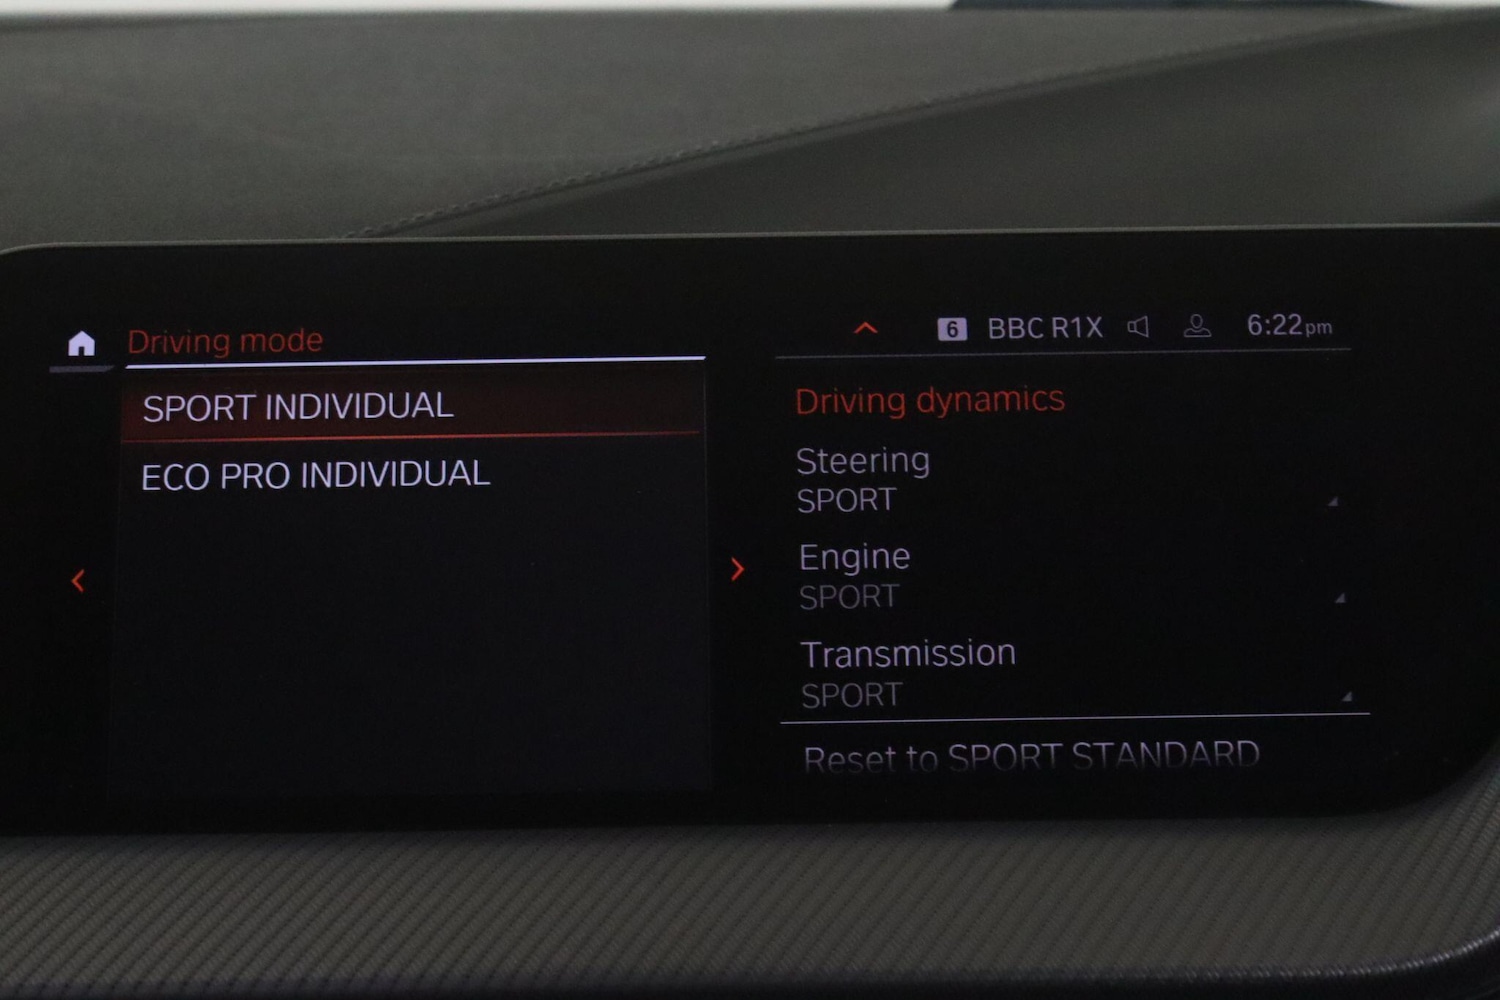 Driving mode
SPORT INDIVIDUAL
ECO PRO INDIVIDUAL
6 BBC R1X 6:22pm
Driving dynamics
Steering
SPORT
Engine
SPORT
Transmission
SPORT
Reset to SPORT STANDARD